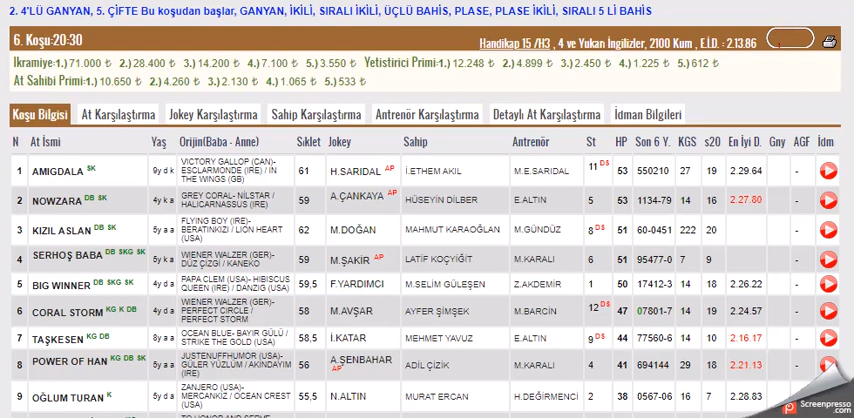 2. 4'LÜ GANYAN, 5. ÇİFTE Bu koşudan başlar, GANYAN, İKİLİ, SIRALI İKİLİ, ÜÇLÜ BAHİS, PLASE, PLASE İKİLİ, SIRALI 5 Lİ BAHİS
6. Koşu:20:30 Handikap 15 /H3 , 4 ve Yukarı İngilizler, 2100 Kum , E.İ.D. : 2.13.86
İkramiye:1.) 71.000 ₺ 2.) 28.400 ₺ 3.) 14.200 ₺ 4.) 7.100 ₺ 5.) 3.550 ₺ Yetistirici Primi:1.) 12.248 ₺ 2.) 4.899 ₺ 3.) 2.450 ₺ 4.) 1.225 ₺ 5.) 612 ₺
At Sahibi Primi:1.) 10.650 ₺ 2.) 4.260 ₺ 3.) 2.130 ₺ 4.) 1.065 ₺ 5.) 533 ₺
Koşu Bilgisi At Karşılaştırma Jokey Karşılaştırma Sahip Karşılaştırma Antrenör Karşılaştırma Detaylı At Karşılaştırma İdman Bilgileri
N At İsmi Yaş Orijin(Baba - Anne) Sıklet Jokey Sahip Antrenör St HP Son 6 Y. KGS s20 En İyi D. Gny AGF İdm
1 AMIGDALA SK 9y d k VICTORY GALLOP (CAN)- ESCLARMONDE (IRE) / IN THE WINGS (GB) 61 H.SARIDAL AP İ.ETHEM AKIL M.E.SARIDAL 11 DS 53 550210 27 19 2.29.64 -
2 NOWZARA DB SK 4y k a GREY CORAL- NİLSTAR / HALICARNASSUS (IRE) 59 A.ÇANKAYA AP HÜSEYİN DİLBER E.ALTIN 5 53 1134-79 14 16 2.27.80 -
3 KIZIL ASLAN DB SK 5y a a FLYING BOY (IRE)- BERATINKIZI / LION HEART (USA) 62 M.DOĞAN MAHMUT KARAOĞLAN M.GÜNDÜZ 8 DS 51 60-0451 222 20 -
4 SERHOŞ BABA DB SKG SK 5y k a WIENER WALZER (GER)- DÜZ ÇİZGİ / KANEKO 59 M.ŞAKİR AP LATİF KOÇYİĞİT M.KARALI 6 51 95477-0 7 9 -
5 BIG WINNER DB SKG SK 4y d a PAPA CLEM (USA)- HIBISCUS QUEEN (IRE) / DANZIG (USA) 59,5 F.YARDIMCI M.SELİM GÜLEŞEN Z.AKDEMİR 1 50 17412-3 14 18 2.26.22 -
6 CORAL STORM KG K DB 4y d a WIENER WALZER (GER)- PERFECT CIRCLE / PERFECT STORM 58 M.AVŞAR AYFER ŞİMŞEK M.BARCIN 12 DS 47 07801-7 14 19 2.24.57 -
7 TAŞKESEN KG DB 8y a a OCEAN BLUE- BAYIR GÜLÜ / STRIKE THE GOLD (USA) 58,5 İ.KATAR MEHMET YAVUZ E.ALTIN 9 DS 44 77560-6 14 10 2.16.17 -
8 POWER OF HAN KG DB SK 5y a a JUSTENUFFHUMOR (USA)- GÜLER YÜZLÜM / AKINDAYIM (IRE) 56 A.ŞENBAHAR AP ADİL ÇİZİK M.KARALI 4 41 694144 29 18 2.21.13 -
9 OĞLUM TURAN K 5y d a ZANJERO (USA)- MERCANKIZ / OCEAN CREST (USA) 55,5 N.ALTIN MURAT ERCAN H.DEĞİRMENCİ 2 38 0567-06 16 7 2.28.83 -
Screenpresso
.com